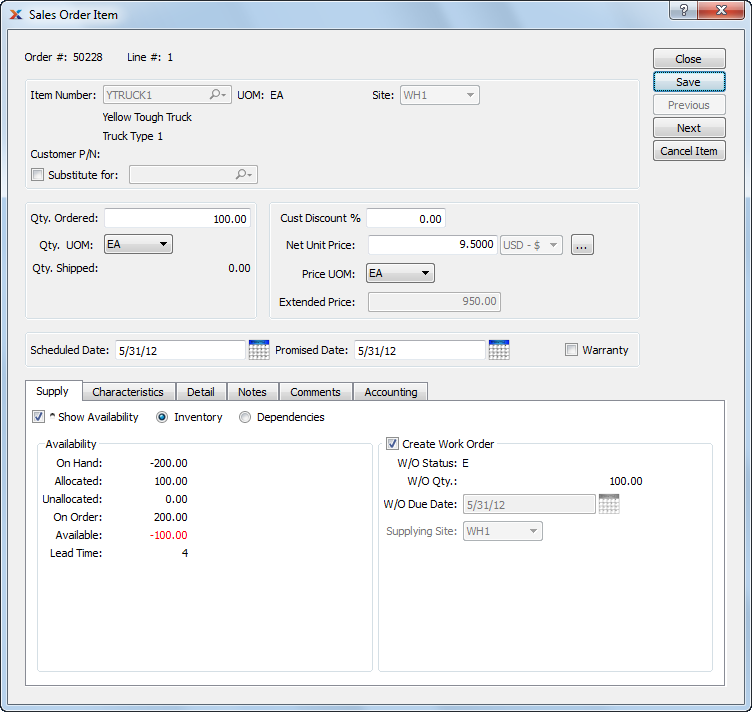 Sales Order Item
Order #: 50228 Line #: 1
Close
Save
Previous
Next
Cancel Item
Item Number: YTRUCK1 UOM: EA Site: WH1
Yellow Tough Truck
Truck Type 1
Customer P/N:
Substitute for:
Qty. Ordered: 100.00
Qty. UOM: EA
Qty. Shipped: 0.00
Cust Discount % 0.00
Net Unit Price: 9.5000 USD - $ ...
Price UOM: EA
Extended Price: 950.00
Scheduled Date: 5/31/12 Promised Date: 5/31/12 Warranty
Supply Characteristics Detail Notes Comments Accounting
* Show Availability Inventory Dependencies
Availability
On Hand: -200.00
Allocated: 100.00
Unallocated: 0.00
On Order: 200.00
Available: -100.00
Lead Time: 4
Create Work Order
W/O Status: E
W/O Qty.: 100.00
W/O Due Date: 5/31/12
Supplying Site: WH1